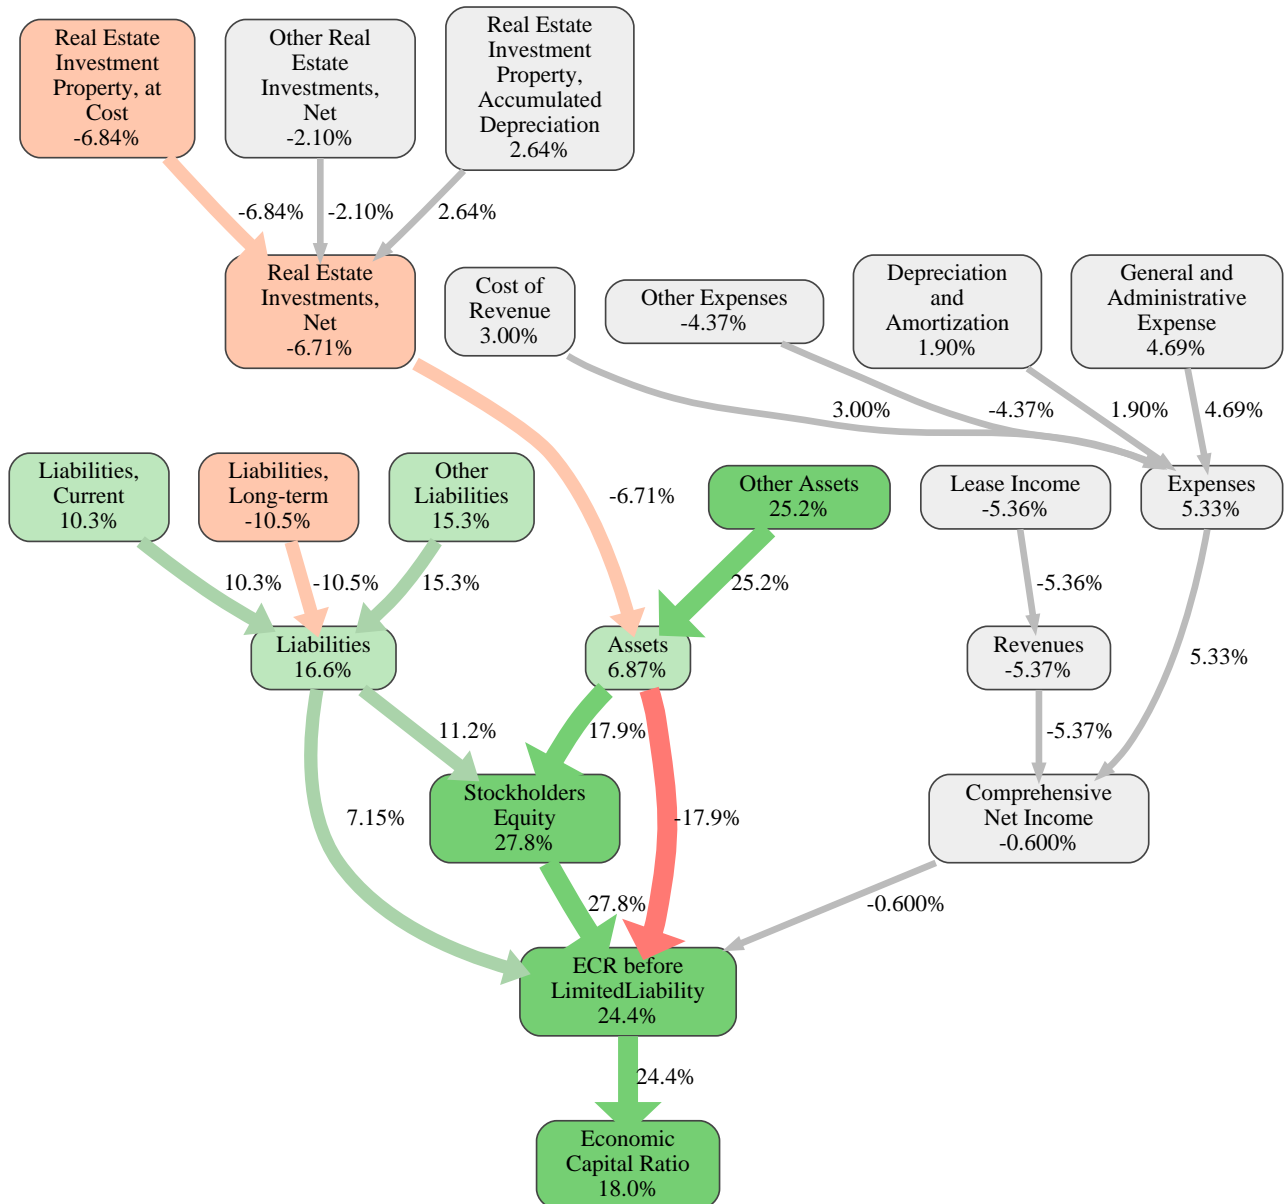 Real Estate
Investment
Property, at
Cost
-6.84%
Other Real
Estate
Investments,
Net
-2.10%
Real Estate
Investment
Property,
Accumulated
Depreciation
2.64%
-6.84%
-2.10%
2.64%
Real Estate
Investments,
Net
-6.71%
Cost of
Revenue
3.00%
Other Expenses
-4.37%
Depreciation
and
Amortization
1.90%
General and
Administrative
Expense
4.69%
3.00%
-4.37%
1.90%
4.69%
Liabilities,
Current
10.3%
Liabilities,
Long-term
-10.5%
Other
Liabilities
15.3%
-6.71%
Other Assets
25.2%
Lease Income
-5.36%
Expenses
5.33%
10.3%
-10.5%
15.3%
25.2%
-5.36%
5.33%
Liabilities
16.6%
Assets
6.87%
Revenues
-5.37%
11.2%
17.9%
-5.37%
7.15%
Stockholders
Equity
27.8%
-17.9%
Comprehensive
Net Income
-0.600%
27.8%
-0.600%
ECR before
LimitedLiability
24.4%
24.4%
Economic
Capital Ratio
18.0%